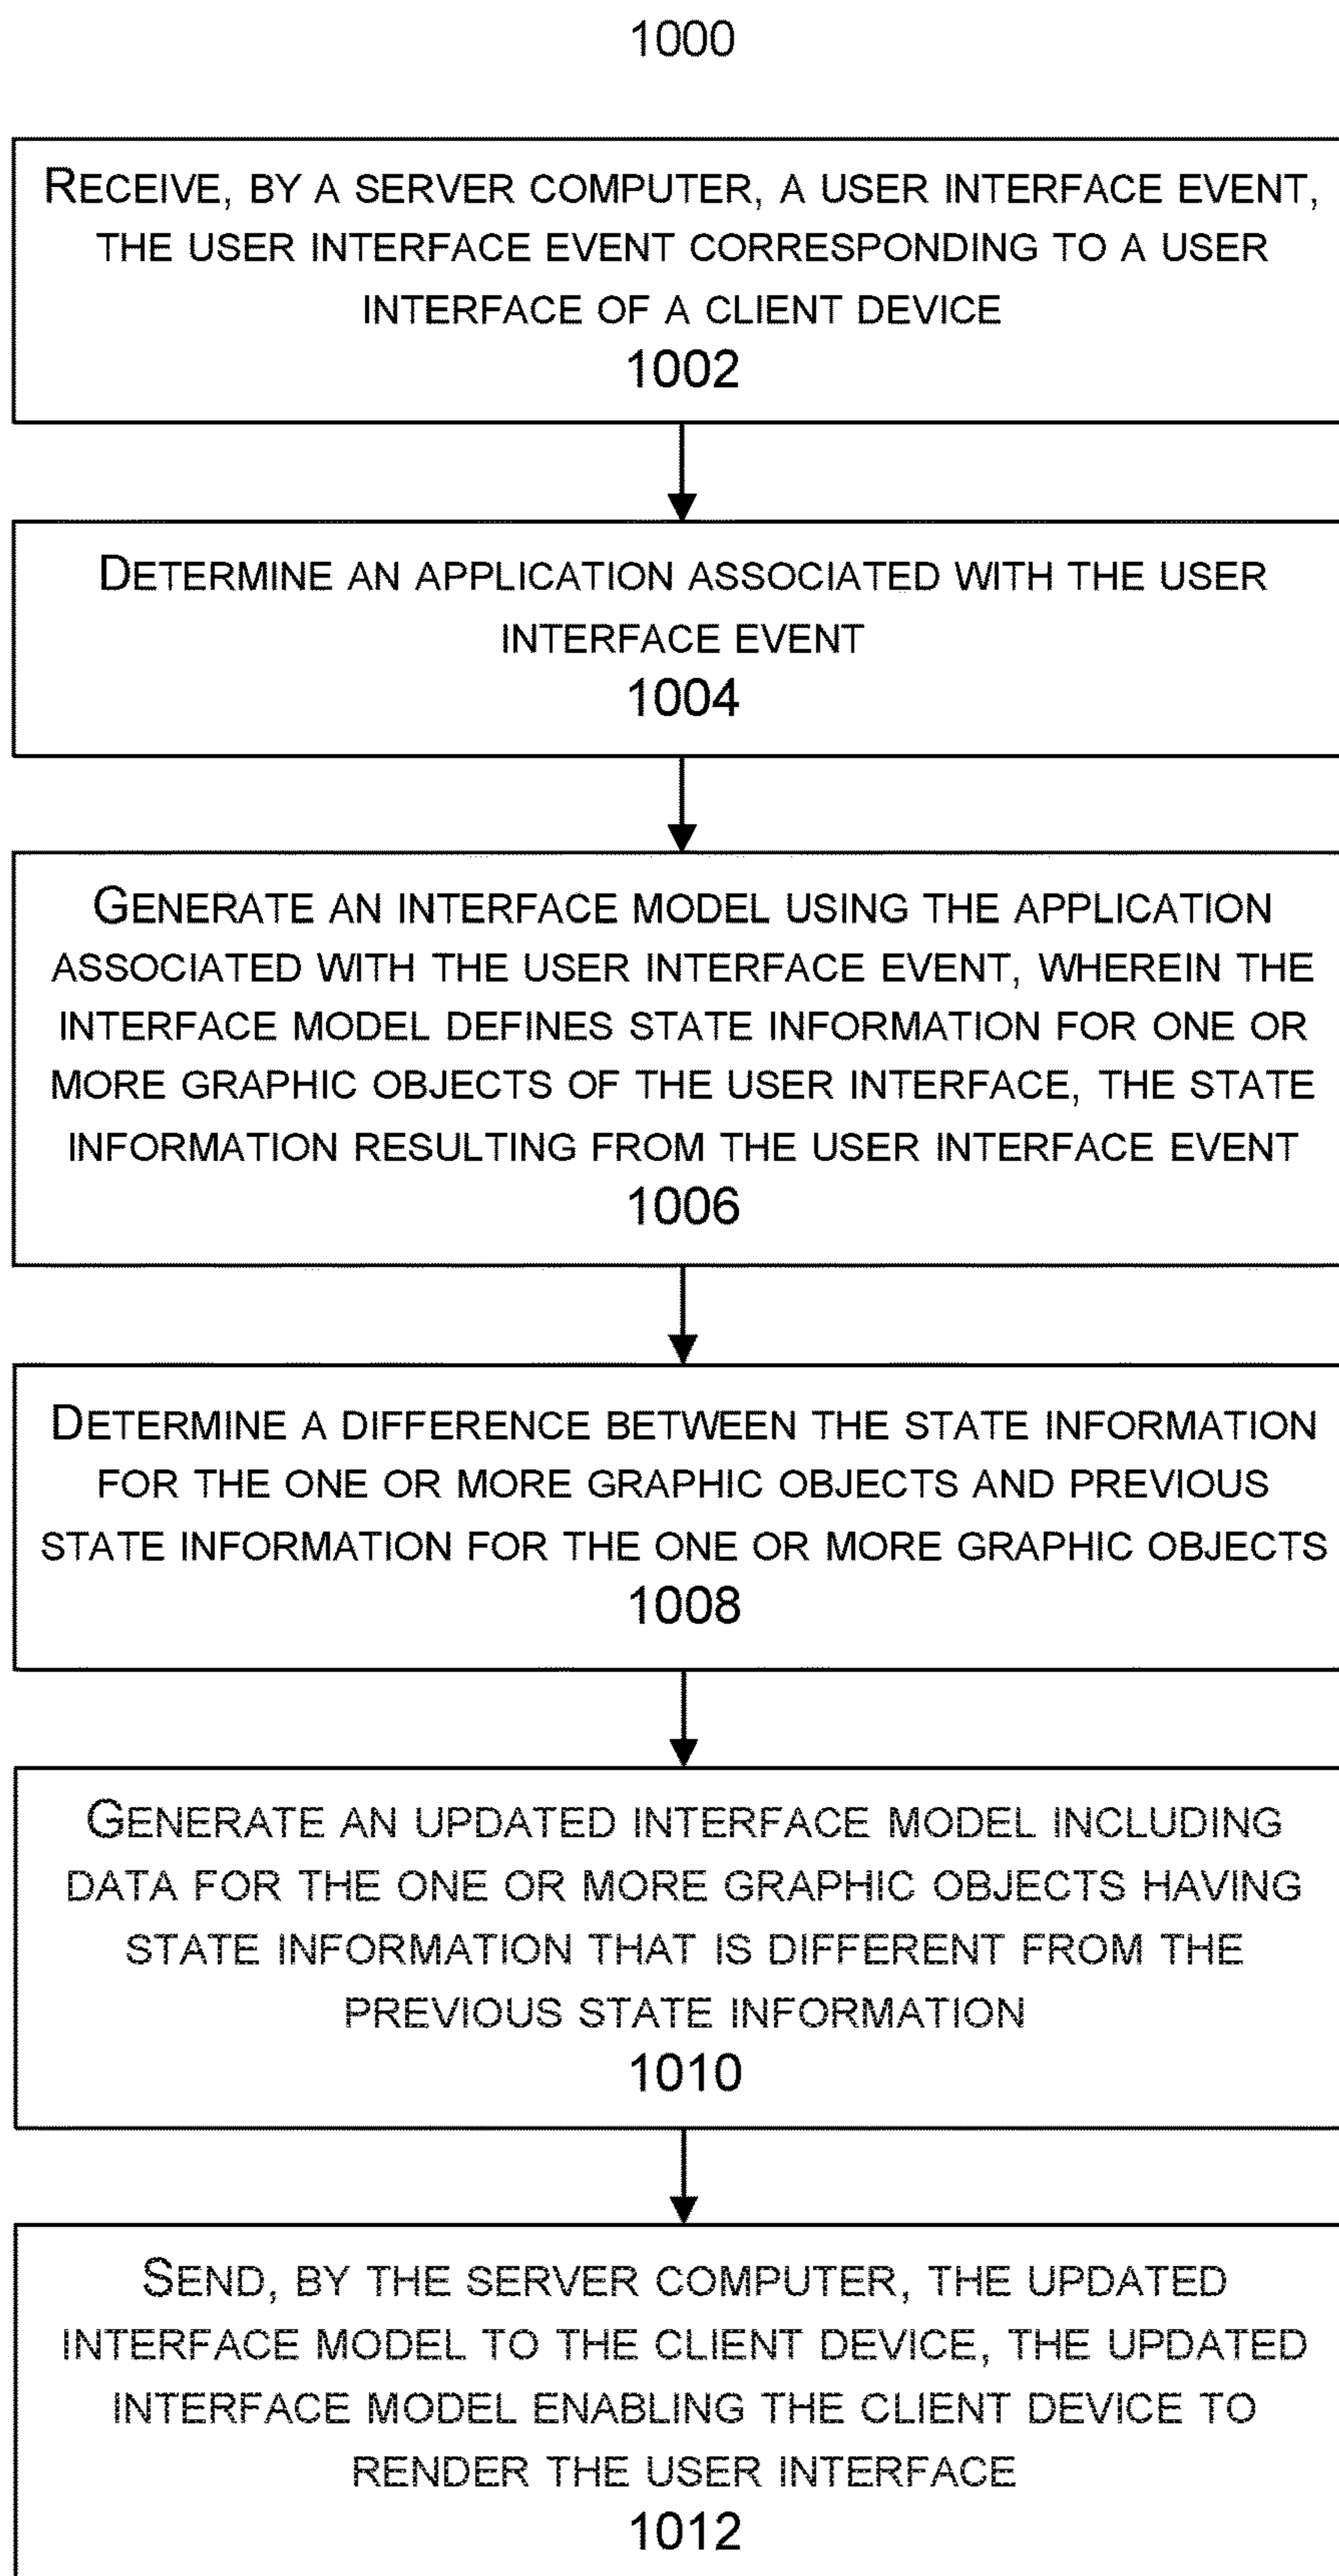 1000
RECEIVE, BY A SERVER COMPUTER, A USER INTERFACE EVENT,
THE USER INTERFACE EVENT CORRESPONDING TO A USER
INTERFACE OF A CLIENT DEVICE
1002
DETERMINE AN APPLICATION ASSOCIATED WITH THE USER
INTERFACE EVENT
1004
GENERATE AN INTERFACE MODEL USING THE APPLICATION
ASSOCIATED WITH THE USER INTERFACE EVENT, WHEREIN THE
INTERFACE MODEL DEFINES STATE INFORMATION FOR ONE OR
MORE GRAPHIC OBJECTS OF THE USER INTERFACE, THE STATE
INFORMATION RESULTING FROM THE USER INTERFACE EVENT
1006
DETERMINE A DIFFERENCE BETWEEN THE STATE INFORMATION
FOR THE ONE OR MORE GRAPHIC OBJECTS AND PREVIOUS
STATE INFORMATION FOR THE ONE OR MORE GRAPHIC OBJECTS
1008
GENERATE AN UPDATED INTERFACE MODEL INCLUDING
DATA FOR THE ONE OR MORE GRAPHIC OBJECTS HAVING
STATE INFORMATION THAT IS DIFFERENT FROM THE
PREVIOUS STATE INFORMATION
1010
SEND, BY THE SERVER COMPUTER, THE UPDATED
INTERFACE MODEL TO THE CLIENT DEVICE, THE UPDATED
INTERFACE MODEL ENABLING THE CLIENT DEVICE TO
RENDER THE USER INTERFACE
1012